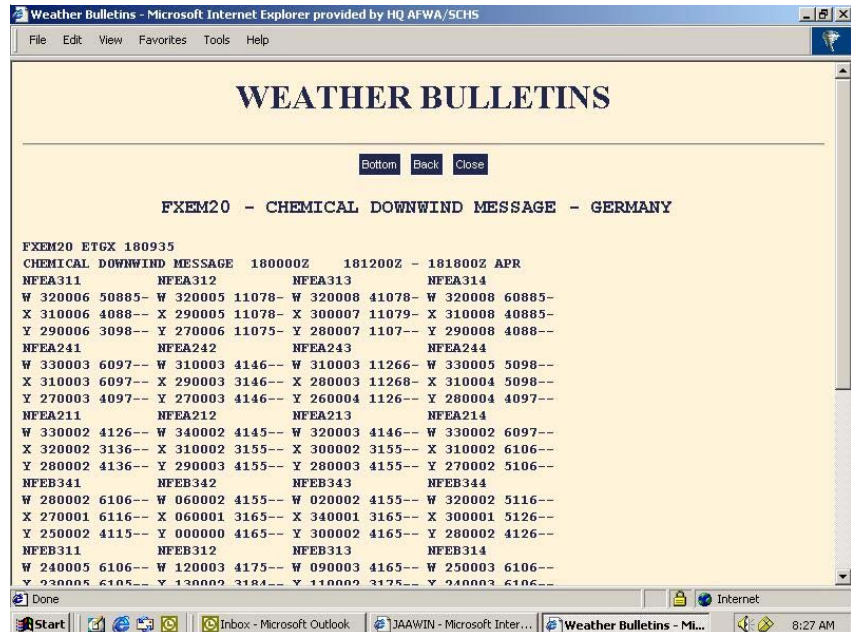 Weather Bulletins - Microsoft Internet Explorer provided by HQ AFWA/SCHS
File Edit View Favorites Tools Help
WEATHER BULLETINS
Bottom Back Close
FXEM20 - CHEMICAL DOWNWIND MESSAGE - GERMANY
FXEM20 ETGX 180935
CHEMICAL DOWNWIND MESSAGE 180000Z 181200Z - 181800Z APR
NFEA311 NFEA312 NFEA313 NFEA314
W 320006 50885- W 320005 11078- W 320008 41078- W 320008 60885-
X 310006 4088-- X 290005 11078- X 300007 11079- X 310008 40885-
Y 290006 3098-- Y 270006 11075- Y 280007 1107-- Y 290008 4088--
NFEA241 NFEA242 NFEA243 NFEA244
W 330003 6097-- W 310003 4146-- W 310003 11266- W 330005 5098--
X 310003 6097-- X 290003 3146-- X 280003 11268- X 310004 5098--
Y 270003 4097-- Y 270003 4146-- Y 260004 1126-- Y 280004 4097--
NFEA211 NFEA212 NFEA213 NFEA214
W 330002 4126-- W 340002 4145-- W 320003 4146-- W 330002 6097--
X 320002 3136-- X 310002 3155-- X 300002 3155-- X 310002 6106--
Y 280002 4136-- Y 290003 4155-- Y 280003 4155-- Y 270002 5106--
NFEB341 NFEB342 NFEB343 NFEB344
W 280002 6106-- W 060002 4155-- W 020002 4155-- W 320002 5116--
X 270001 6116-- X 060001 3165-- X 340001 3165-- X 300001 5126--
Y 250002 4115-- Y 000000 4165-- Y 300002 4165-- Y 280002 4126--
NFEB311 NFEB312 NFEB313 NFEB314
W 240005 6106-- W 120003 4175-- W 090003 4165-- W 250003 6106--
Y 230005 6105-- Y 130002 3184-- Y 110002 3175-- Y 240003 6106--
Done Internet
Start Inbox - Microsoft Outlook JAAWIN - Microsoft Inter... Weather Bulletins - Mi... 8:27 AM